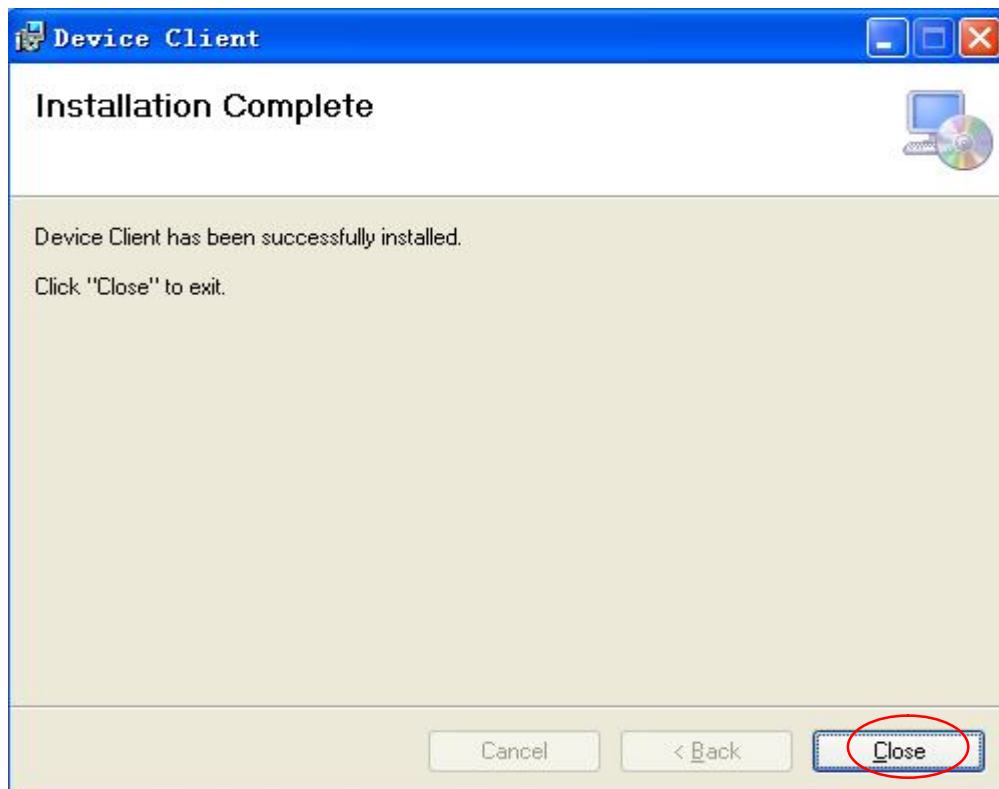 Device Client
Installation Complete
Device Client has been successfully installed.
Click "Close" to exit.
Cancel
< Back
Close